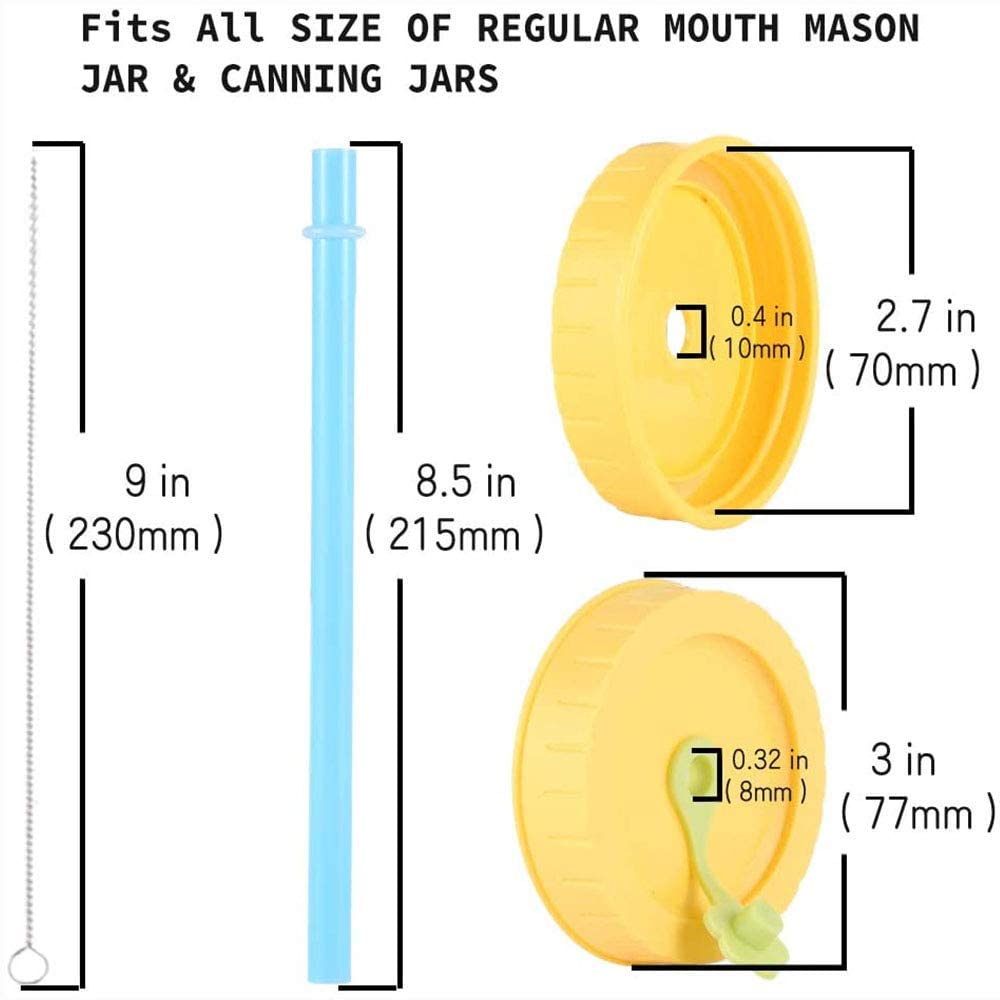 Fits All SIZE OF REGULAR MOUTH MASON
JAR & CANNING JARS
9 in
( 230mm )
8.5 in
( 215mm )
0.4 in
( 10mm )
2.7 in
( 70mm )
0.32 in
( 8mm )
3 in
( 77mm )